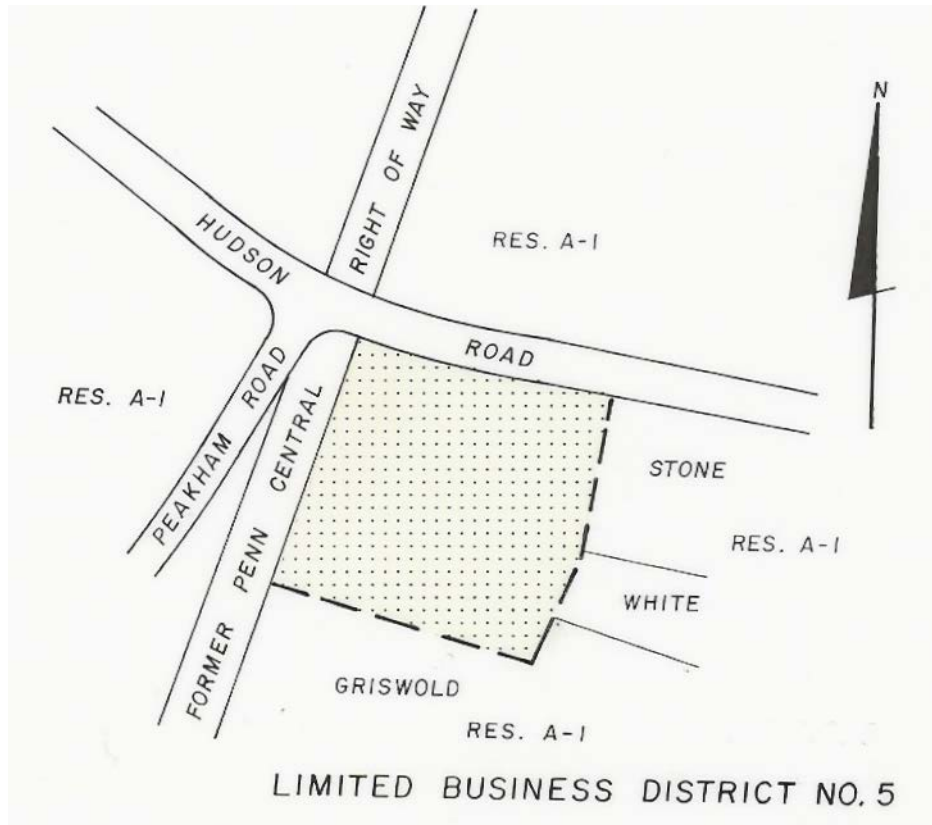 N
RIGHT OF WAY
HUDSON
RES. A-1
ROAD
PEAKHAM ROAD
RES. A-1
STONE
FORMER PENN CENTRAL
RES. A-1
WHITE
GRISWOLD
RES. A-1
LIMITED BUSINESS DISTRICT NO. 5